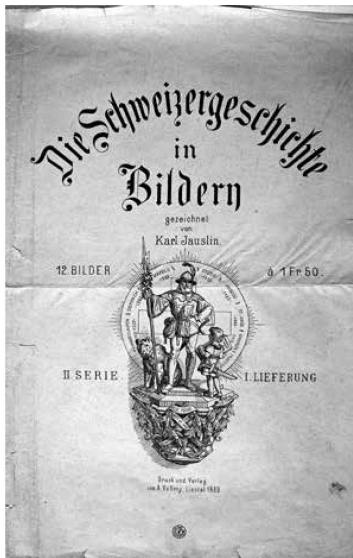 Die Schweizergeschichte
in
Bildern
gezeichnet
von
Karl Jauslin.
12 BILDER
à 1 Fr 50.
II SERIE
I. LIEFERUNG
Druck und Verlag
Liestal